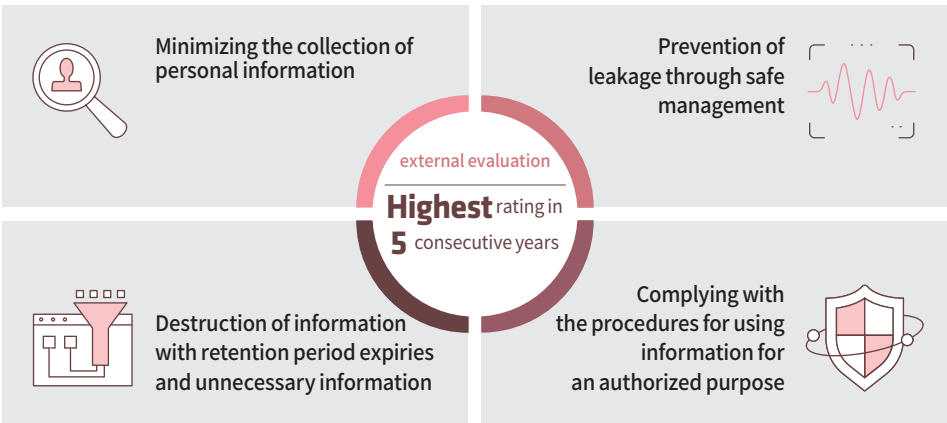 Minimizing the collection of
personal information
Prevention of
leakage through safe
management
external evaluation
Highest rating in
5 consecutive years
Destruction of information
with retention period expiries
and unnecessary information
Complying with
the procedures for using
information for
an authorized purpose